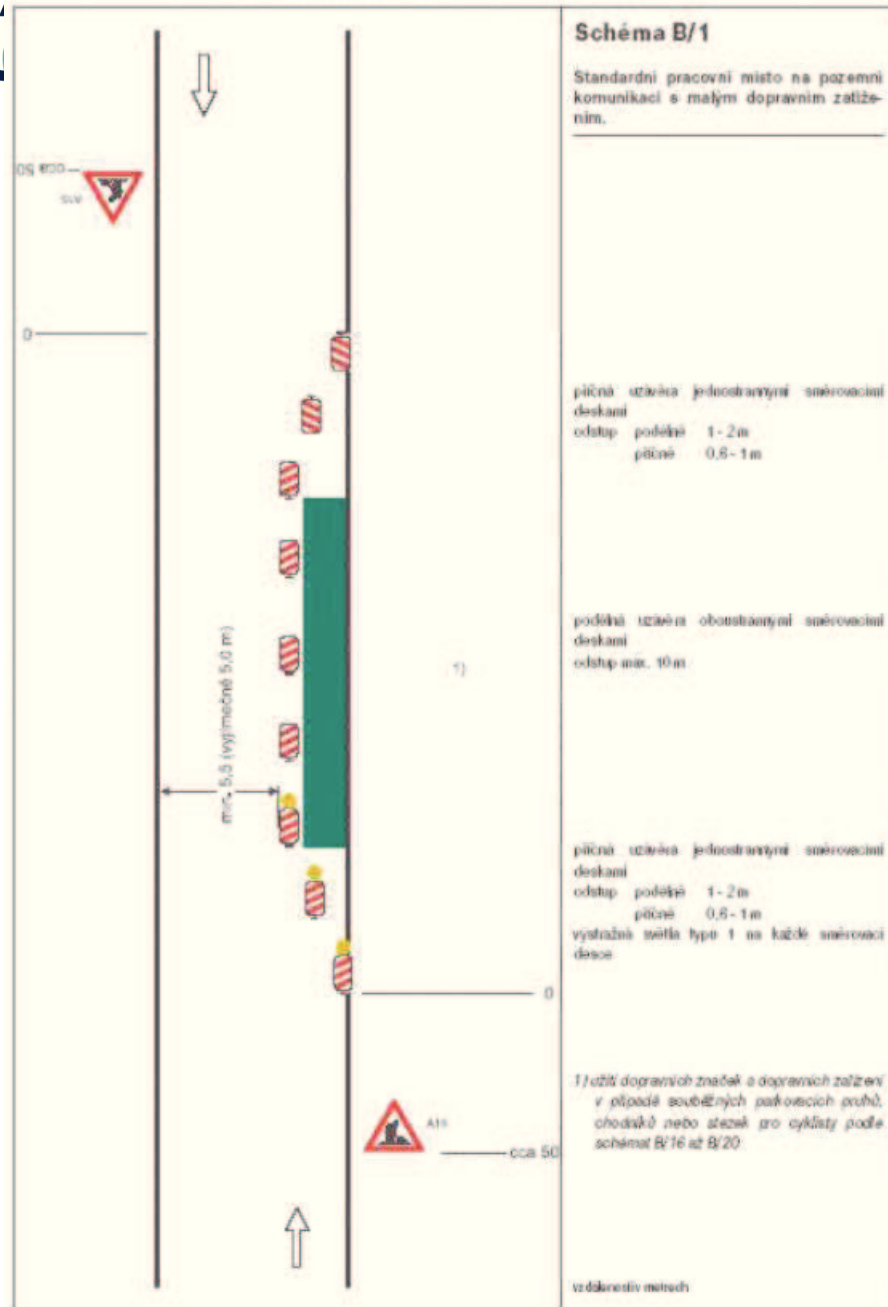 Schéma B/1
Standardní pracovní místo na pozemní
komunikaci s malým dopravním zatíže-
ním.
cca 50
A15
0
příčná uzávěra jednostrannými směrovacími
deskami
odstup podélně 1 - 2 m
příčně 0,6 - 1 m
podélná uzávěra oboustrannými směrovacími
deskami
odstup max. 10 m
min. 5,5 (výjimečně 5,0 m)
1)
příčná uzávěra jednostrannými směrovacími
deskami
odstup podélně 1 - 2 m
příčně 0,6 - 1 m
výstražná světla typu 1 na každé směrovací
desce
0
1) užití dopravních značek a dopravních zařízení
v případě souběžných parkovacích pruhů,
chodníků nebo stezek pro cyklisty podle
schémat B/16 až B/20
A15
cca 50
vzdálenosti v metrech